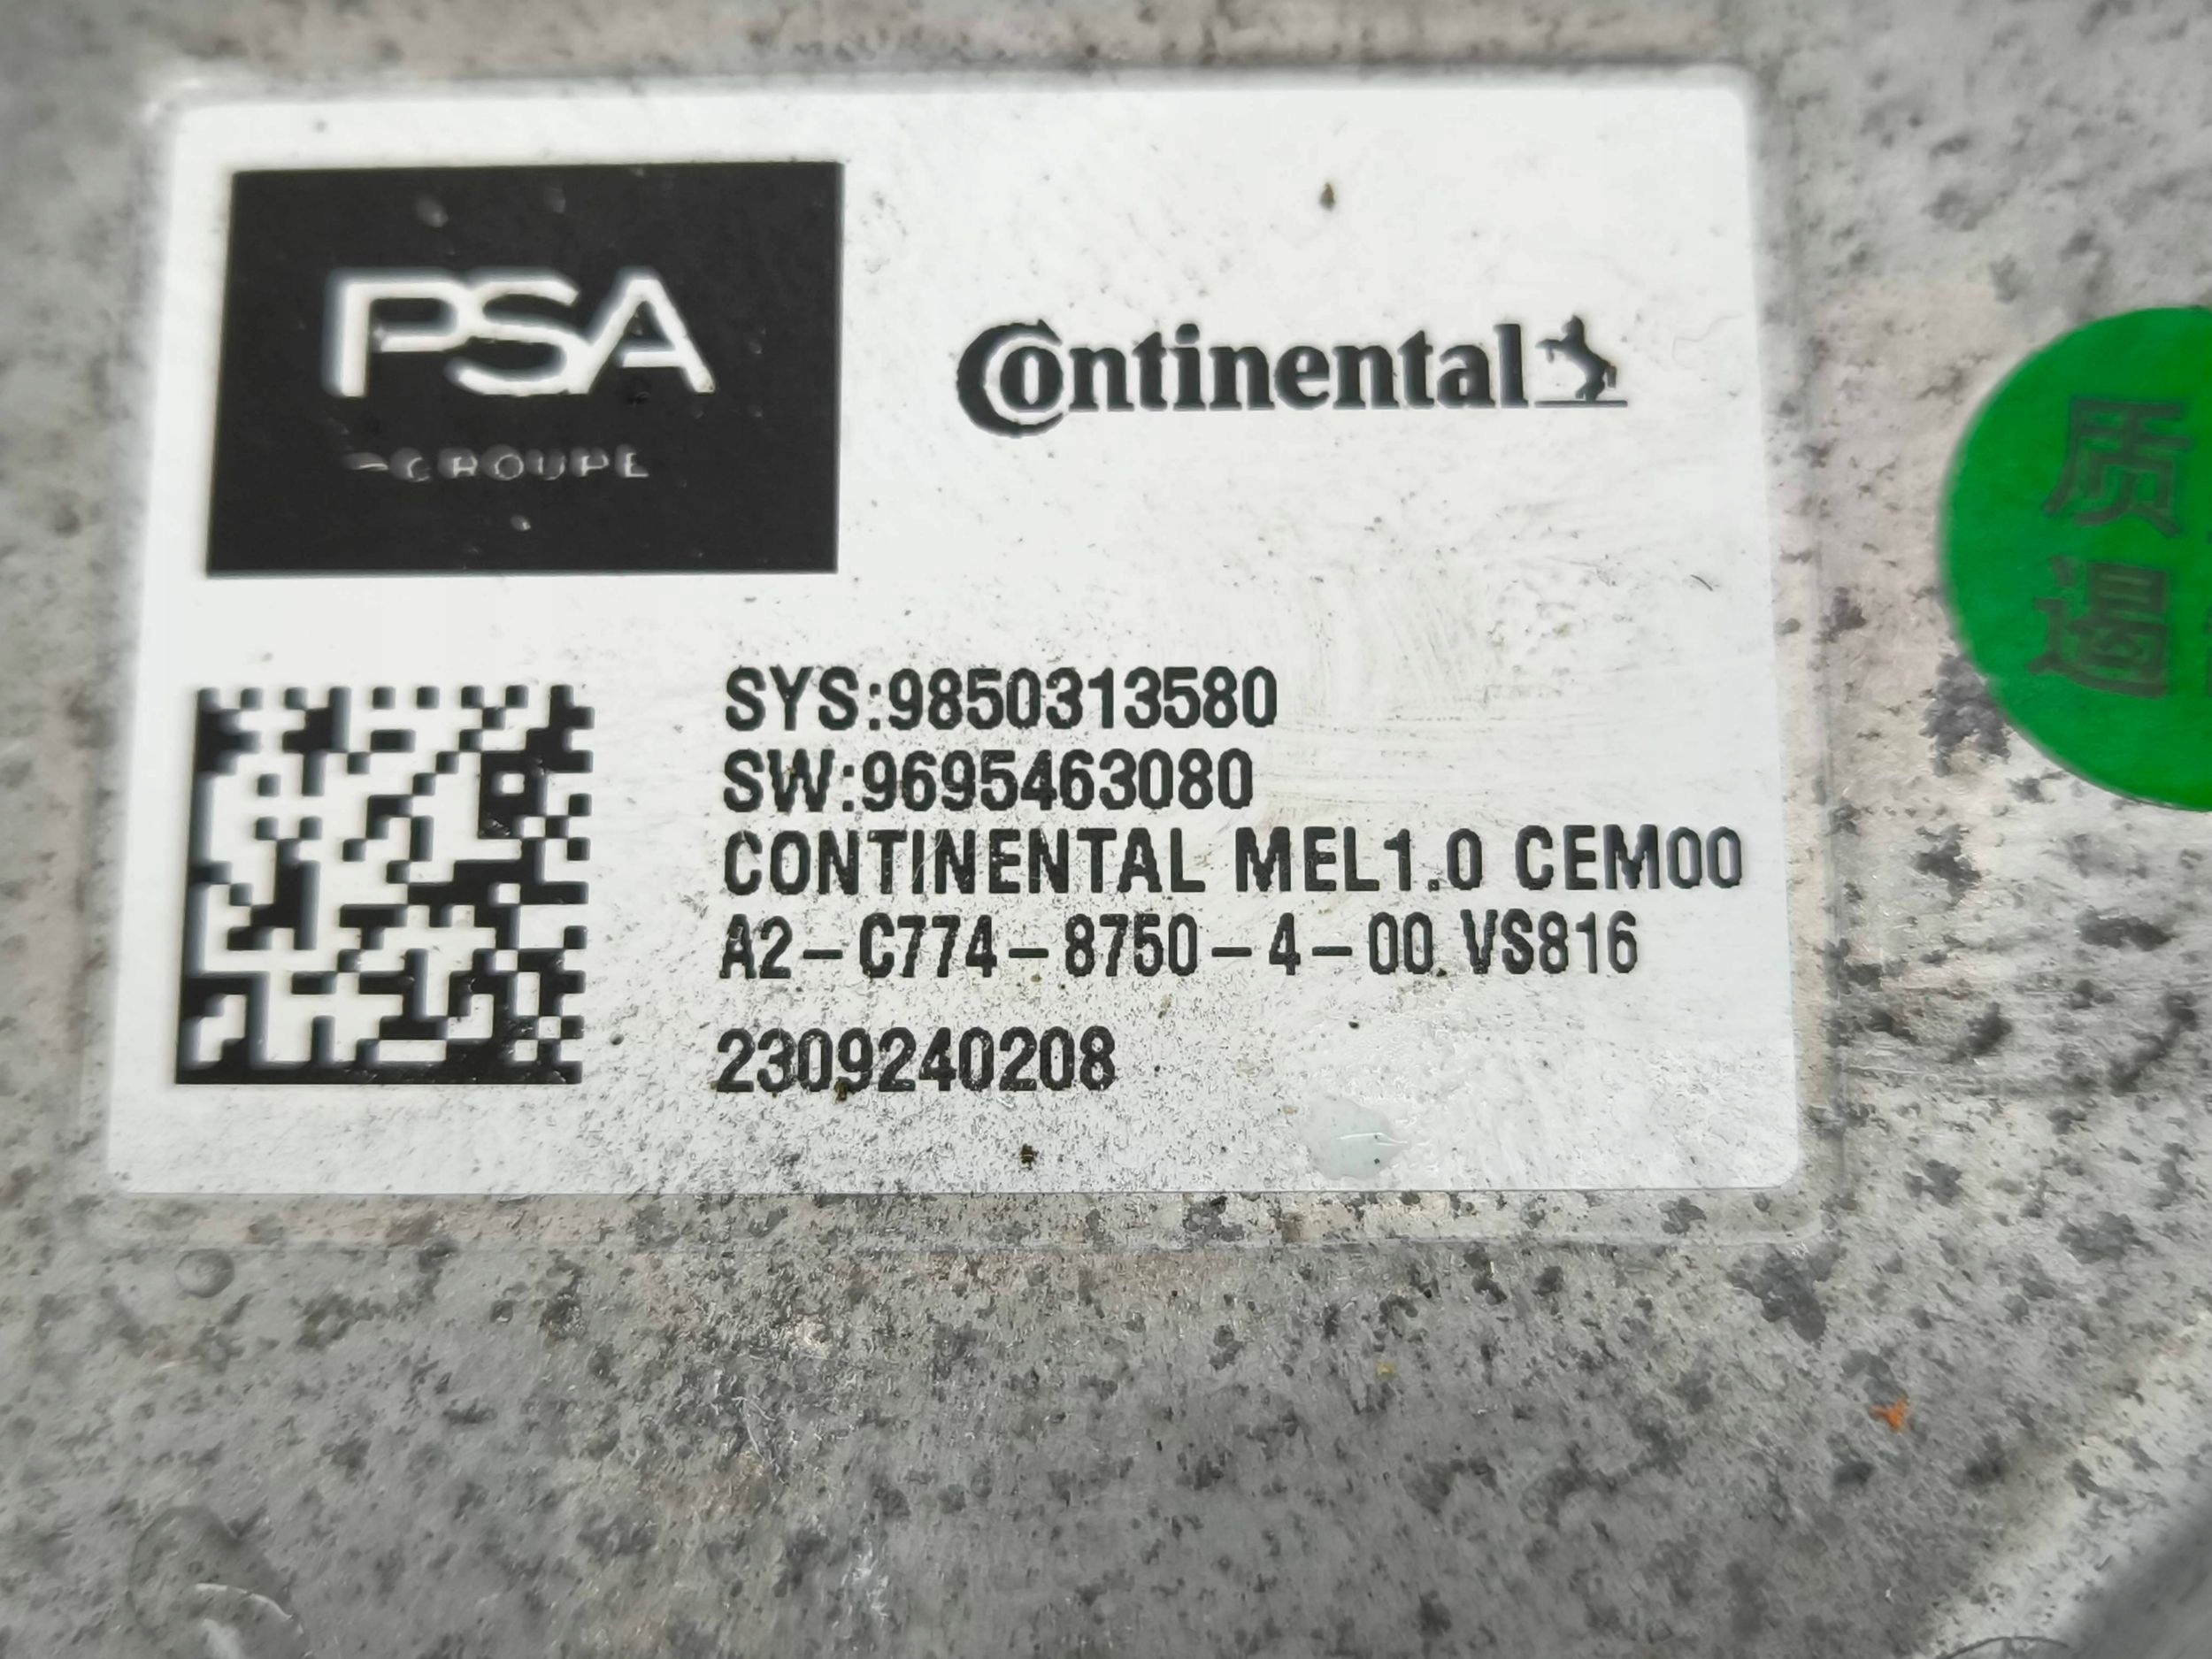 PSA
GROUPE
Continental
SYS:9850313580
SW:9695463080
CONTINENTAL MEL1.0 CEM00
A2-C774-8750-4-00 VS816
2309240208
质